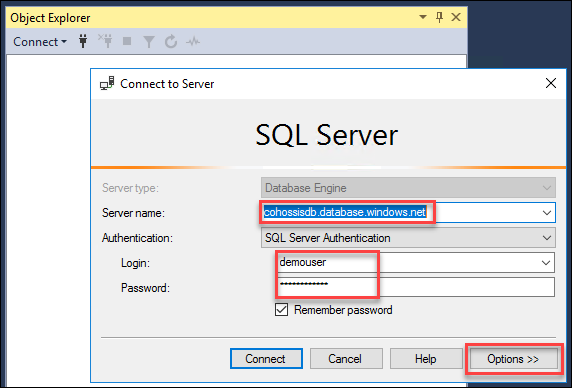 Object Explorer
Connect
Connect to Server
SQL Server
Server type: Database Engine
Server name: cohossisdb.database.windows.net
Authentication: SQL Server Authentication
Login: demouser
Password: ************
Remember password
Connect Cancel Help Options >>